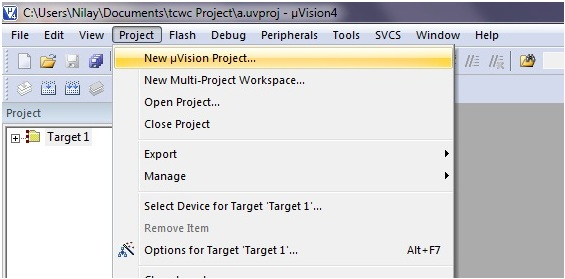 C:\Users\Nilay\Documents\tcwc Project\a.uvproj - µVision4
File Edit View Project Flash Debug Peripherals Tools SVCS Window Help
New µVision Project...
New Multi-Project Workspace...
Open Project...
Close Project
Project
Target 1
Export
Manage
Select Device for Target 'Target 1'...
Remove Item
Options for Target 'Target 1'... Alt+F7